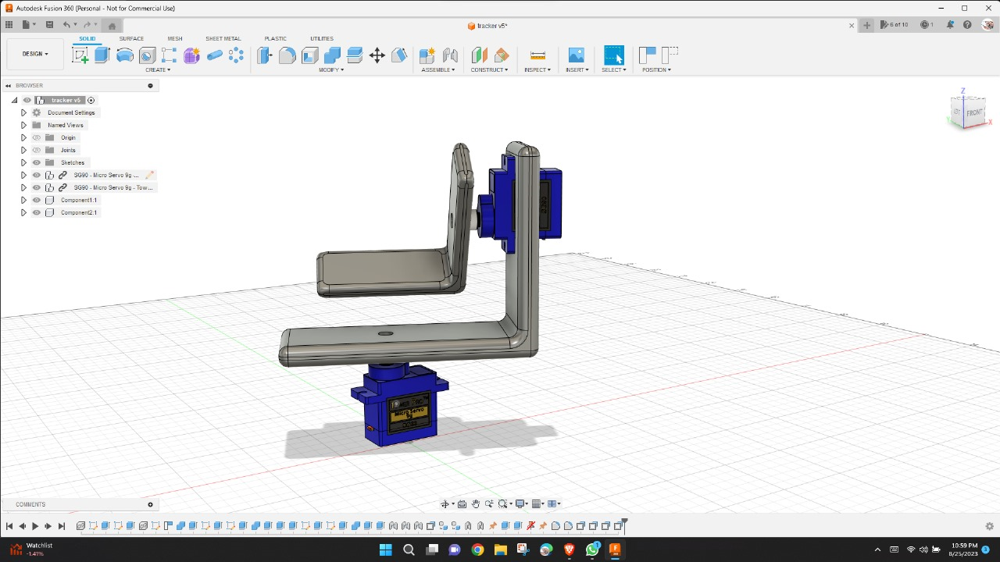 Autodesk Fusion 360 (Personal - Not for Commercial Use)
tracker v5*
6 of 10
1
SOLID
SURFACE
MESH
SHEET METAL
PLASTIC
UTILITIES
DESIGN
CREATE
MODIFY
ASSEMBLE
CONSTRUCT
INSPECT
INSERT
SELECT
POSITION
BROWSER
tracker v5
Document Settings
Named Views
Origin
Joints
Sketches
SG90 - Micro Servo 9g -...
SG90 - Micro Servo 9g - Tow...
Component1:1
Component2:1
Z
FRONT
X
Micro Servo
9g
COMMENTS
Watchlist
-1.41%
1
10:59 PM
8/25/2023
3